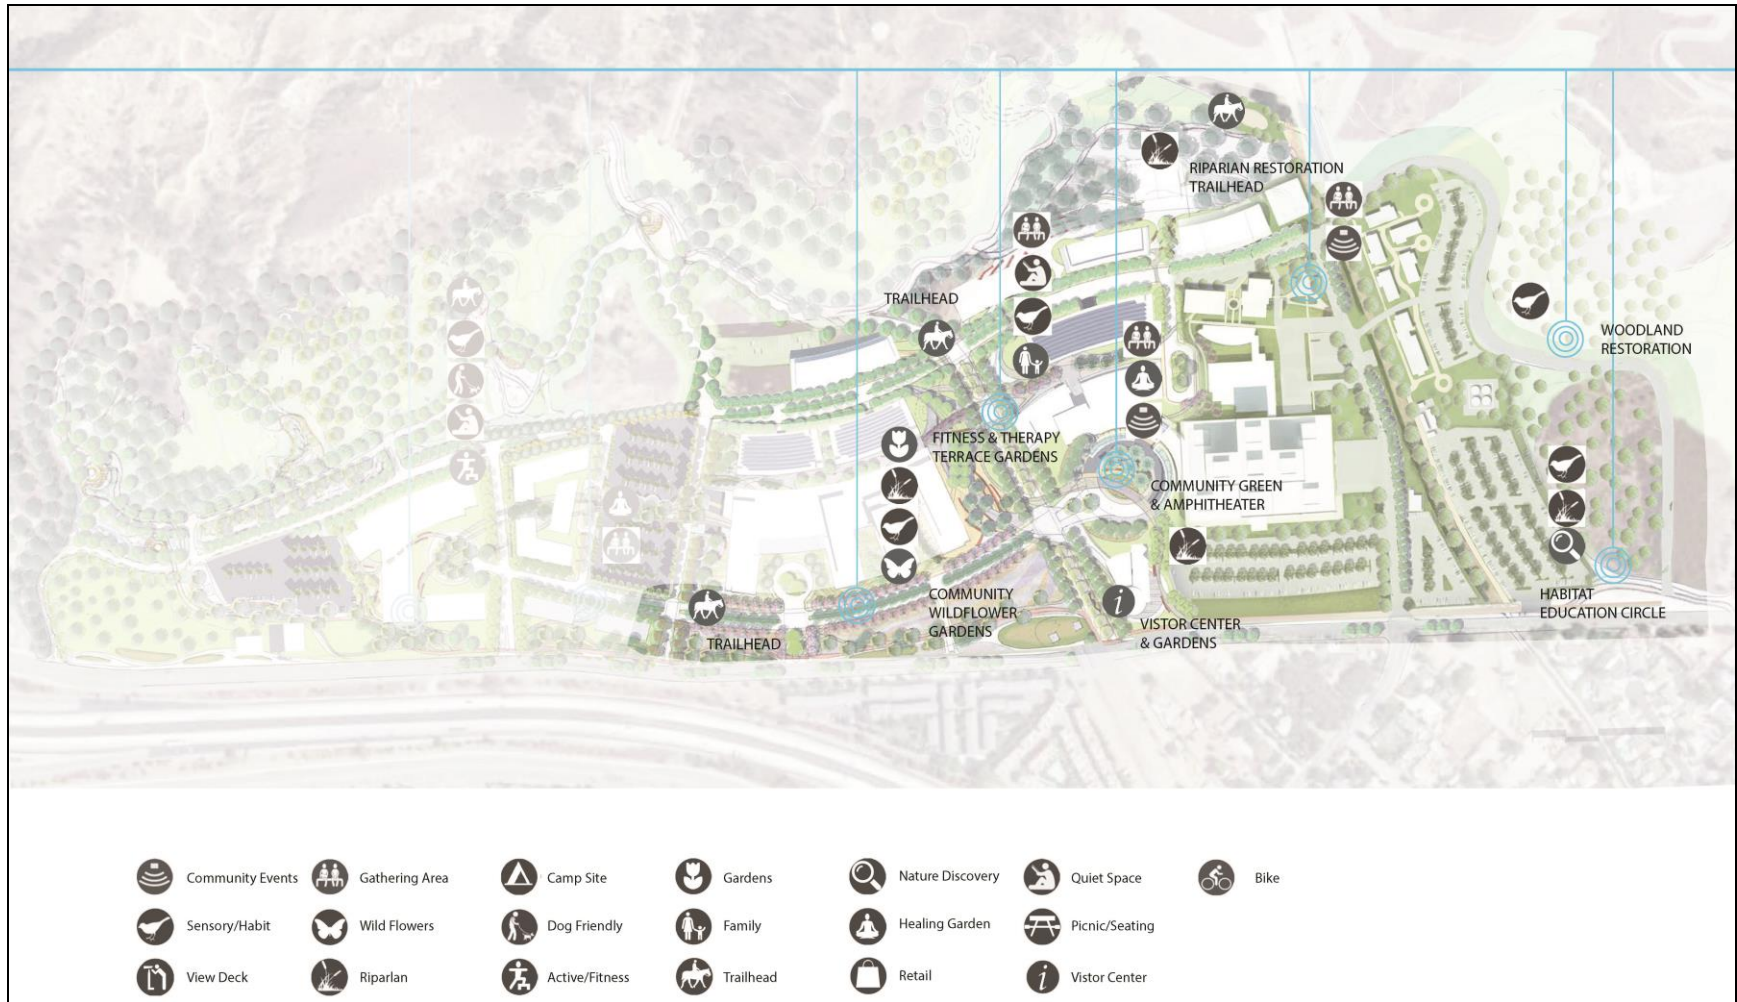 RIPARIAN RESTORATION
TRAILHEAD
TRAILHEAD
WOODLAND
RESTORATION
FITNESS & THERAPY
TERRACE GARDENS
COMMUNITY GREEN
& AMPHITHEATER
COMMUNITY
WILDFLOWER
GARDENS
i
VISTOR CENTER
& GARDENS
HABITAT
EDUCATION CIRCLE
TRAILHEAD
Community Events
Gathering Area
Camp Site
Gardens
Nature Discovery
Quiet Space
Bike
Sensory/Habit
Wild Flowers
Dog Friendly
Family
Healing Garden
Picnic/Seating
View Deck
Riparlan
Active/Fitness
Trailhead
Retail
i
Vistor Center